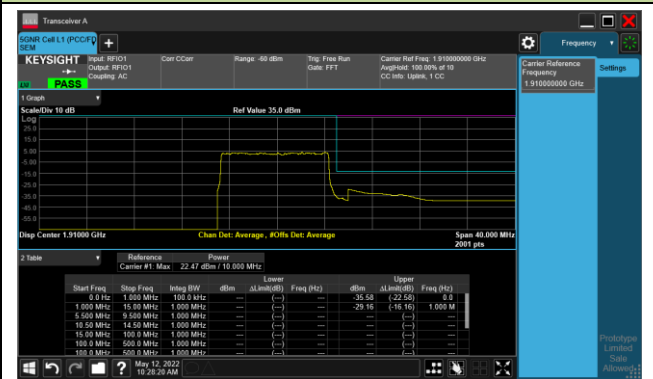 Transceiver A
5GNR Cell L1 (PCC/FD
SEM
Frequency
KEYSIGHT
Input: RFIO1
Output: RFIO1
Coupling: AC
Corr CCorr
Range: -60 dBm
Trig: Free Run
Gate: FFT
Carrier Ref Freq: 1.910000000 GHz
Avg|Hold: 100.00% of 10
CC Info: Uplink, 1 CC
PASS
Carrier Reference
Frequency
1.910000000 GHz
Settings
1 Graph
Scale/Div 10 dB
Ref Value 35.0 dBm
Log
25.0
15.0
5.00
-5.00
-15.0
-25.0
-35.0
-45.0
-55.0
Disp Center 1.91000 GHz
Chan Det: Average , #Offs Det: Average
Span 40.000 MHz
2001 pts
2 Table
Reference Power
Carrier #1: Max 22.47 dBm / 10.000 MHz
Lower Upper
Start Freq Stop Freq Integ BW dBm ΔLimit(dB) Freq (Hz) dBm ΔLimit(dB) Freq (Hz)
0.0 Hz 1.000 MHz 100.0 kHz --- (---) --- -35.58 (-22.58) 0.0
1.000 MHz 15.00 MHz 1.000 MHz --- (---) --- -29.16 (-16.16) 1.000 M
5.500 MHz 9.500 MHz 1.000 MHz --- (---) --- --- (---) ---
10.50 MHz 14.50 MHz 1.000 MHz --- (---) --- --- (---) ---
15.00 MHz 100.0 MHz 1.000 MHz --- (---) --- --- (---) ---
100.0 MHz 500.0 MHz 1.000 MHz --- (---) --- --- (---) ---
100.0 MHz 500.0 MHz 1.000 MHz --- (---) --- --- (---) ---
May 12, 2022
10:28:20 AM
Prototype
Limited
Sale
Allowed